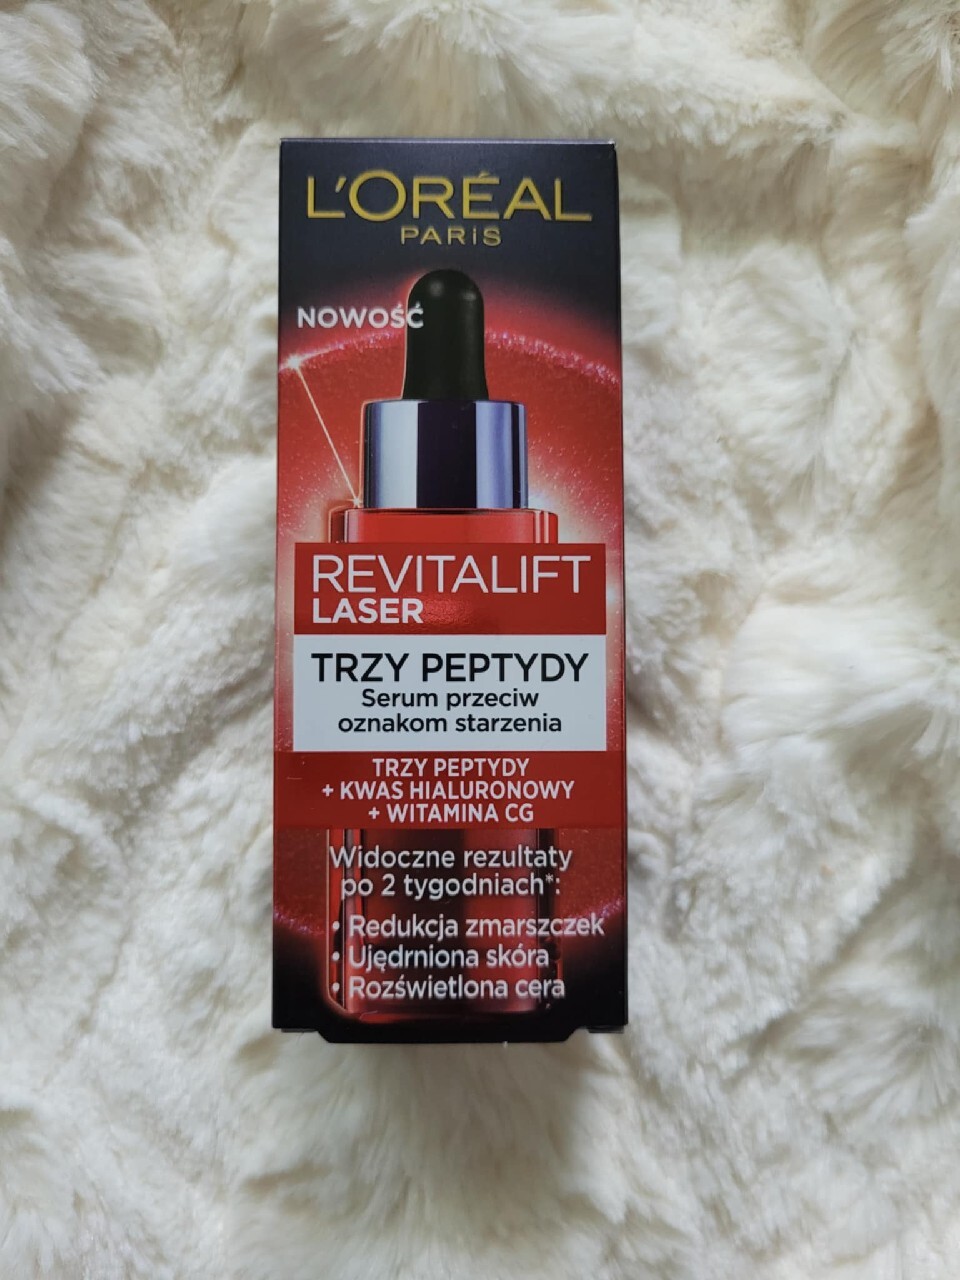 L'ORÉAL
PARIS
NOWOŚĆ
REVITALIFT
LASER
TRZY PEPTYDY
Serum przeciw
oznakom starzenia
TRZY PEPTYDY
+ KWAS HIALURONOWY
+ WITAMINA CG
Widoczne rezultaty
po 2 tygodniach*:
• Redukcja zmarszczek
• Ujędrniona skóra
• Rozświetlona cera